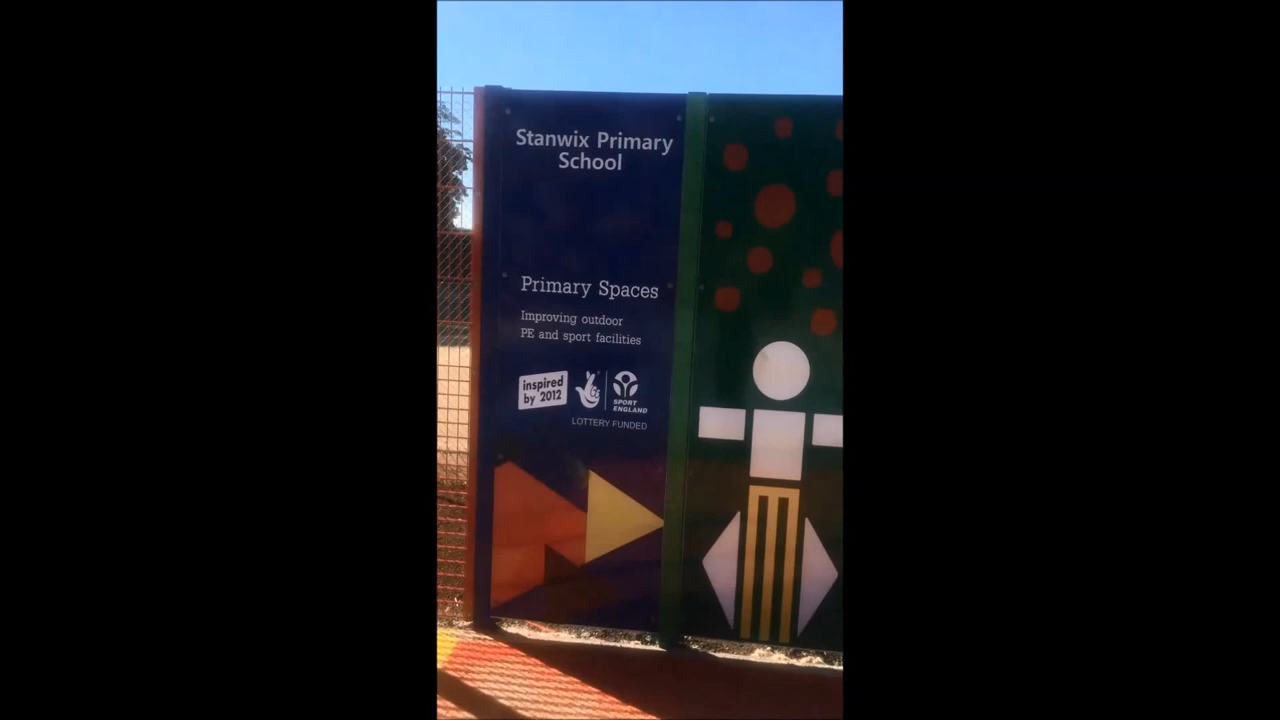 Stanwix Primary
School
Primary Spaces
Improving outdoor
PE and sport facilities
inspired
by 2012
SPORT
ENGLAND
LOTTERY FUNDED